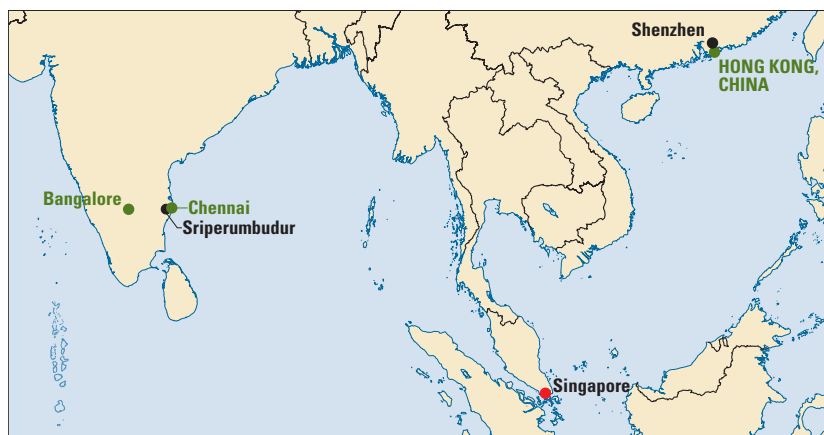 Shenzhen
HONG KONG,
CHINA
Bangalore
Chennai
Sriperumbudur
Singapore